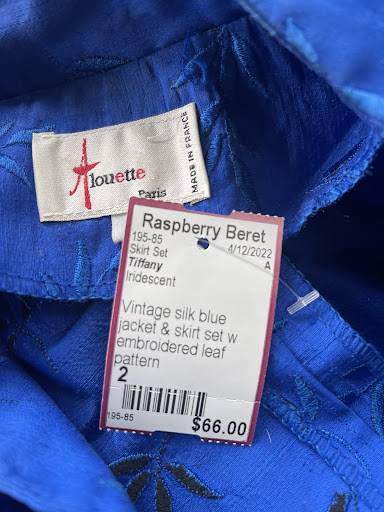 Alouette
Paris
MADE IN FRANCE
Raspberry Beret
195-85 4/12/2022
Skirt Set A
Tiffany
Iridescent
Vintage silk blue
jacket & skirt set w
embroidered leaf
pattern
2
195-85
$66.00